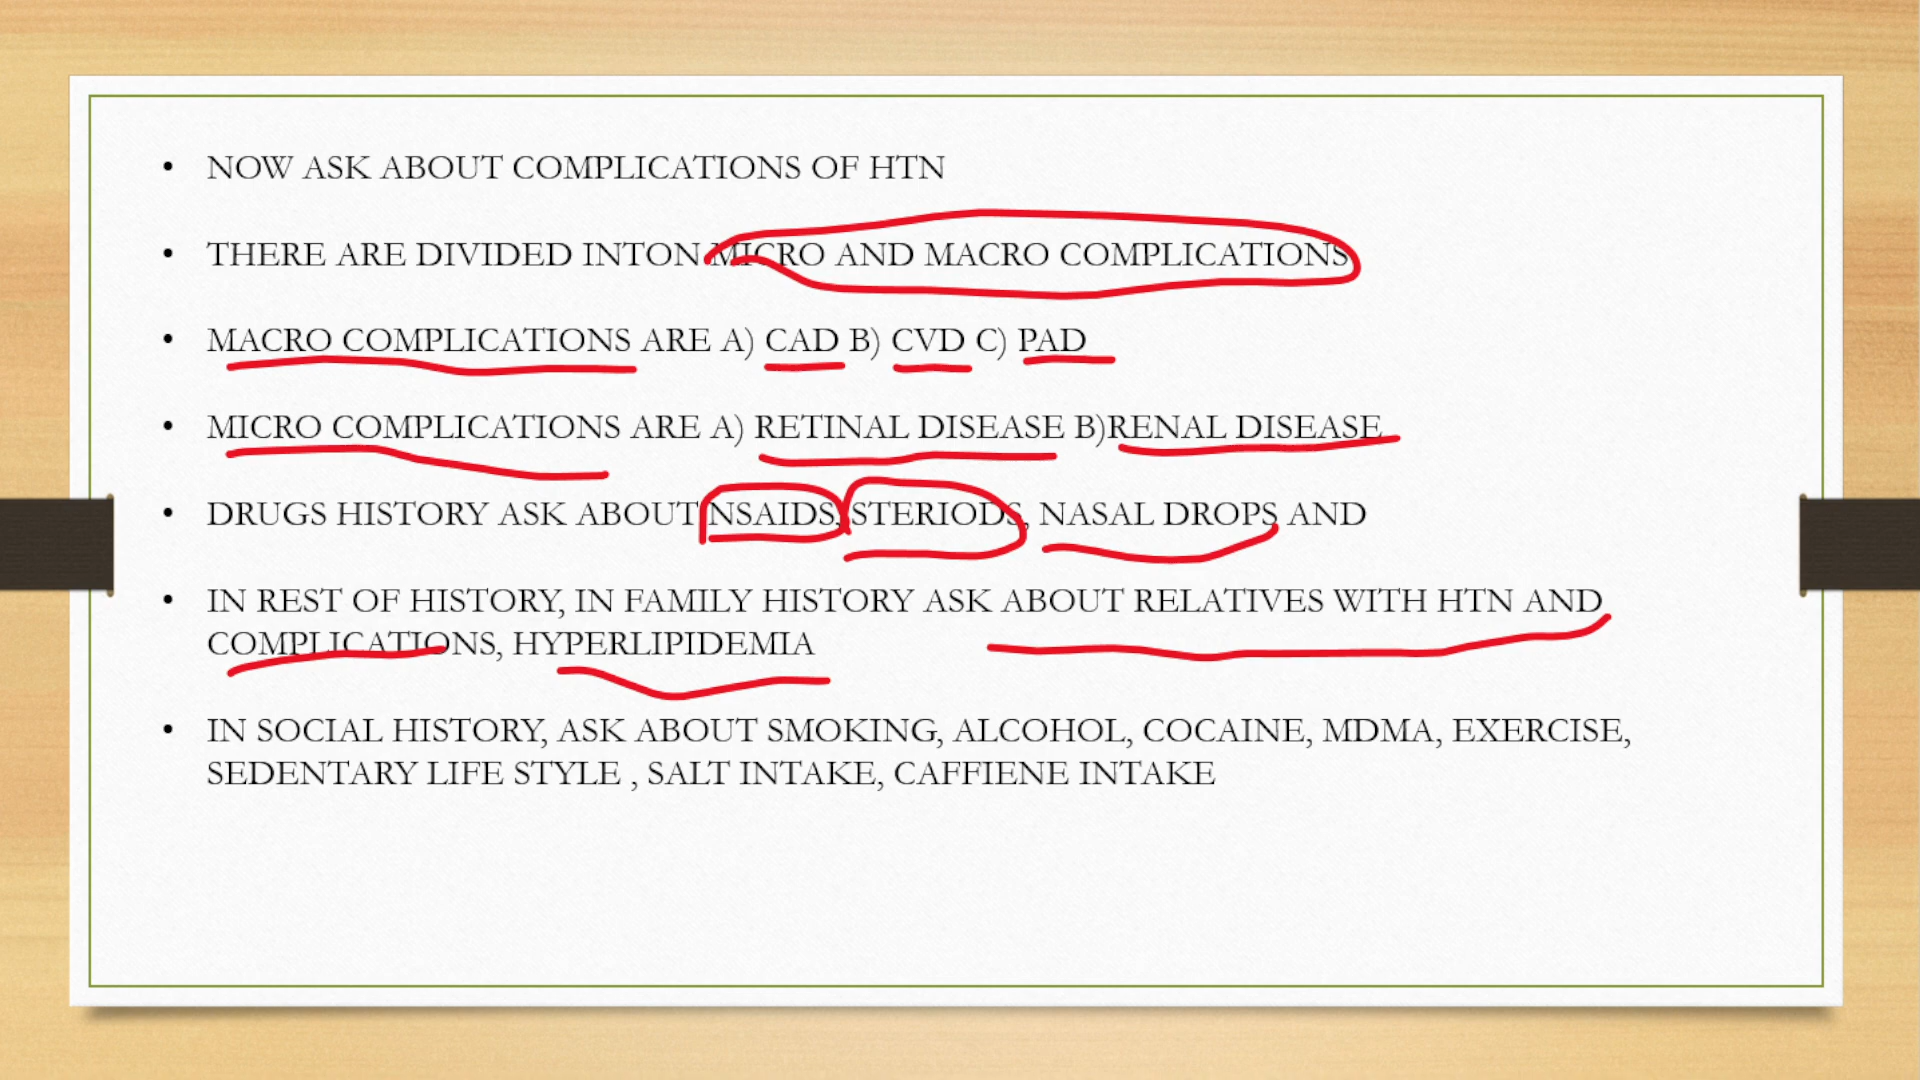 • NOW ASK ABOUT COMPLICATIONS OF HTN
• THERE ARE DIVIDED INTON MICRO AND MACRO COMPLICATIONS
• MACRO COMPLICATIONS ARE A) CAD B) CVD C) PAD
• MICRO COMPLICATIONS ARE A) RETINAL DISEASE B)RENAL DISEASE
• DRUGS HISTORY ASK ABOUT NSAIDS, STERIODS, NASAL DROPS AND
• IN REST OF HISTORY, IN FAMILY HISTORY ASK ABOUT RELATIVES WITH HTN AND
COMPLICATIONS, HYPERLIPIDEMIA
• IN SOCIAL HISTORY, ASK ABOUT SMOKING, ALCOHOL, COCAINE, MDMA, EXERCISE,
SEDENTARY LIFE STYLE , SALT INTAKE, CAFFIENE INTAKE